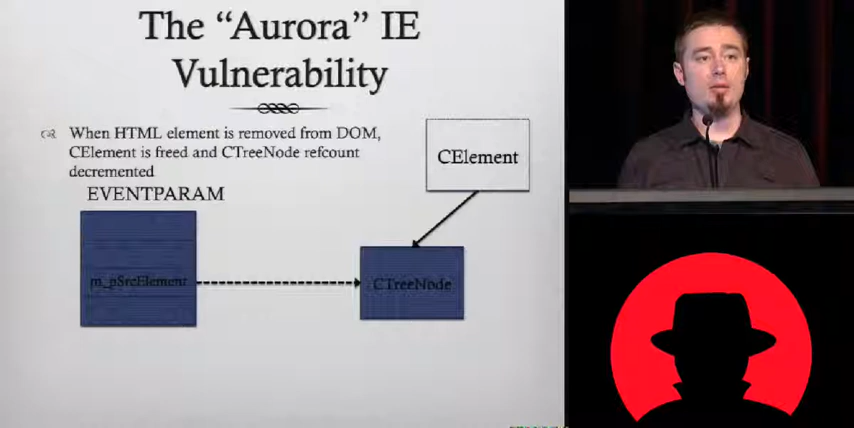 The “Aurora” IE
Vulnerability
When HTML element is removed from DOM,
CElement is freed and CTreeNode refcount
decremented
CElement
EVENTPARAM
m_pSrcElement
CTreeNode